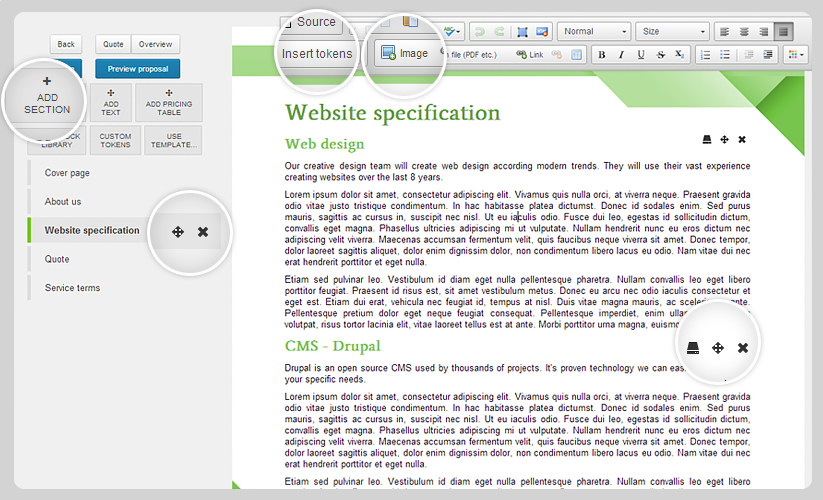 Source
Normal
Size
Back
Quote
Overview
Insert tokens
Image
file (PDF etc.)
Link
B I U S X₂
Preview proposal
ADD
SECTION
ADD
TEXT
ADD PRICING
TABLE
LIBRARY
CUSTOM
TOKENS
USE
TEMPLATE...
Cover page
About us
Website specification
Quote
Service terms
Website specification
Web design
Our creative design team will create web design according modern trends. They will use their vast experience
creating websites over the last 8 years.
Lorem ipsum dolor sit amet, consectetur adipiscing elit. Vivamus quis nulla orci, at viverra neque. Praesent gravida
odio vitae justo tristique condimentum. In hac habitasse platea dictumst. Donec id sodales enim. Sed purus
mauris, sagittis ac cursus in, suscipit nec nisl. Ut eu iaculis odio. Fusce dui leo, egestas id sollicitudin dictum,
convallis eget magna. Phasellus ultricies adipiscing mi ut vulputate. Nullam hendrerit nunc eu eros dictum nec
adipiscing velit viverra. Maecenas accumsan fermentum velit, quis faucibus neque viverra sit amet. Donec tempor,
dolor laoreet sagittis aliquet, dolor enim dignissim dolor, non condimentum libero lacus eu odio. Nam vitae dui nec
erat hendrerit porttitor et eget nulla.
Etiam sed pulvinar leo. Vestibulum id diam eget nulla pellentesque pharetra. Nullam convallis leo eget libero
porttitor feugiat. Praesent id risus est, sit amet vestibulum metus. Donec eu arcu nec odio iaculis consectetur et
eget est. Etiam dui erat, vehicula nec feugiat id, tempus at nisl. Duis vitae magna mauris, ac
Pellentesque pretium dolor eget neque feugiat consequat. Pellentesque imperdiet, enim
volutpat, risus tortor lacinia elit, vitae laoreet tellus est at ante. Morbi porttitor urna magna,
CMS - Drupal
Drupal is an open source CMS used by thousands of projects. It's proven technology we can
your specific needs.
Lorem ipsum dolor sit amet, consectetur adipiscing elit. Vivamus quis nulla orci, at viverra neque. Praesent gravida
odio vitae justo tristique condimentum. In hac habitasse platea dictumst. Donec id sodales enim. Sed purus
mauris, sagittis ac cursus in, suscipit nec nisl. Ut eu iaculis odio. Fusce dui leo, egestas id sollicitudin dictum,
convallis eget magna. Phasellus ultricies adipiscing mi ut vulputate. Nullam hendrerit nunc eu eros dictum nec
adipiscing velit viverra. Maecenas accumsan fermentum velit, quis faucibus neque viverra sit amet. Donec tempor,
dolor laoreet sagittis aliquet, dolor enim dignissim dolor, non condimentum libero lacus eu odio. Nam vitae dui nec
erat hendrerit porttitor et eget nulla.
Etiam sed pulvinar leo. Vestibulum id diam eget nulla pellentesque pharetra. Nullam convallis leo eget libero